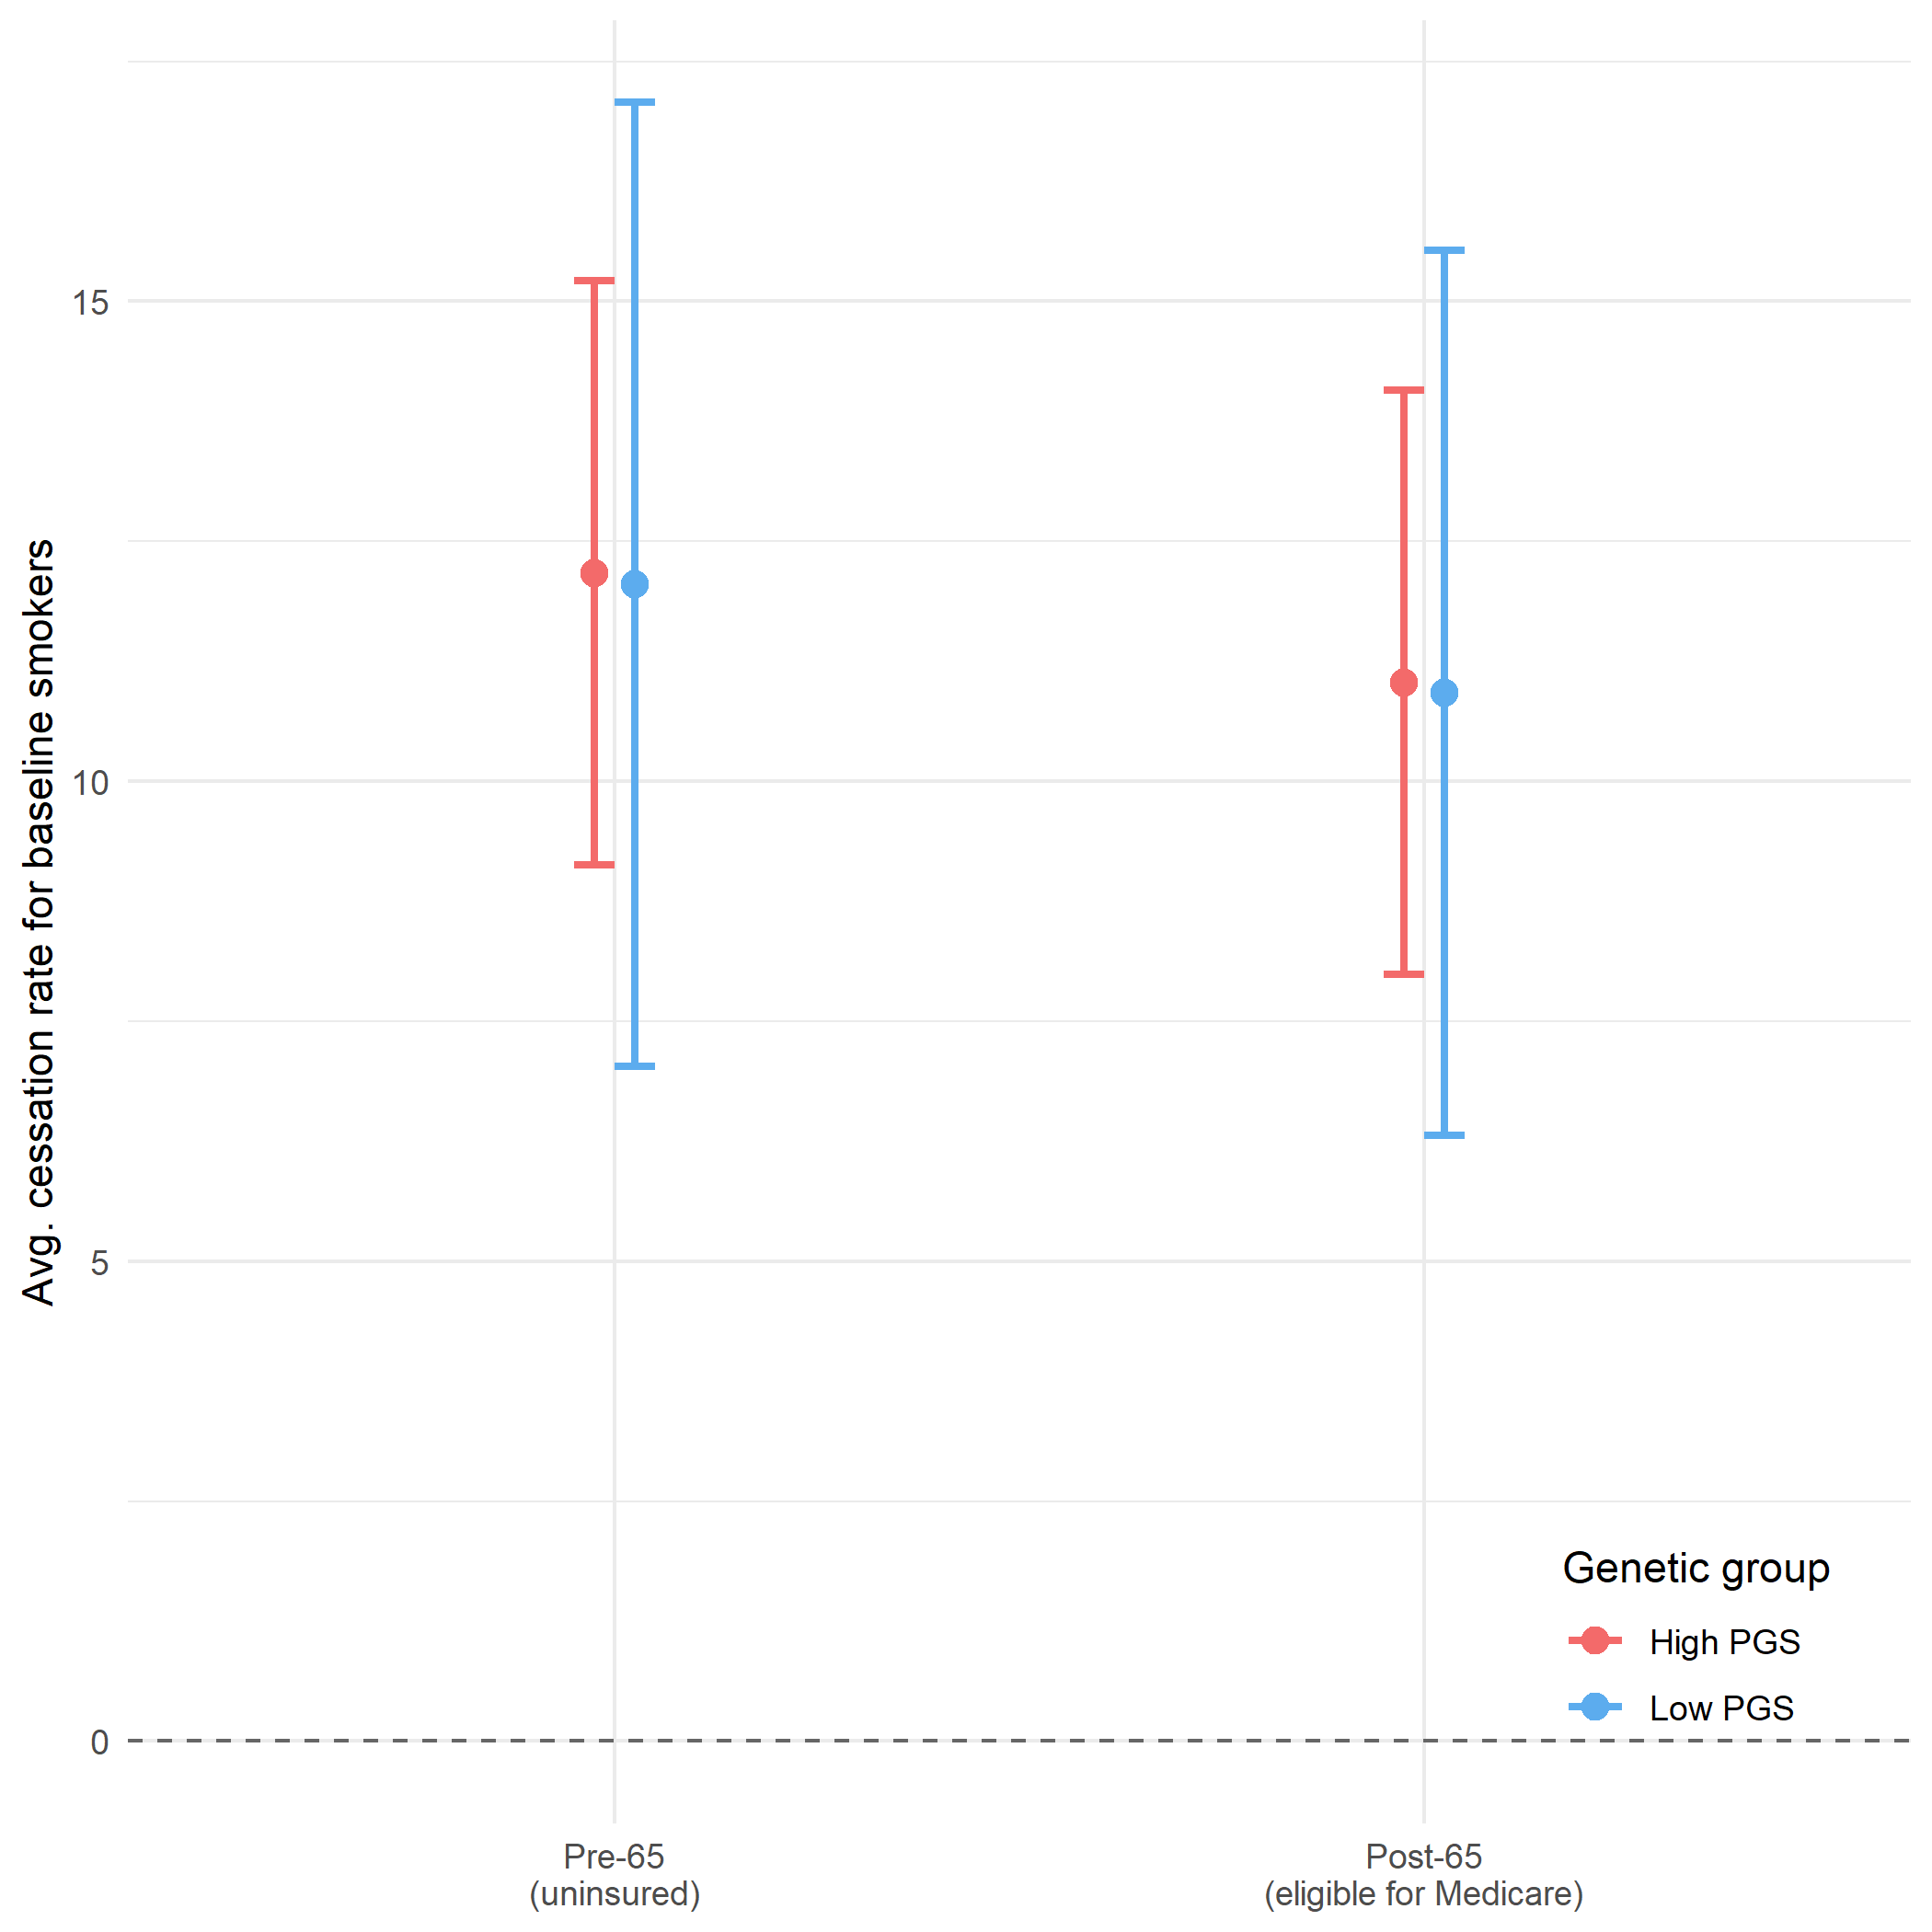 Avg. cessation rate for baseline smokers
15
10
5
0
Genetic group
High PGS
Low PGS
Pre-65
(uninsured)
Post-65
(eligible for Medicare)